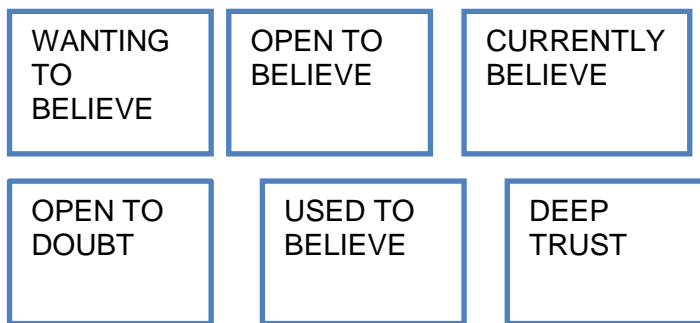 WANTING
TO
BELIEVE
OPEN TO
BELIEVE
CURRENTLY
BELIEVE
OPEN TO
DOUBT
USED TO
BELIEVE
DEEP
TRUST